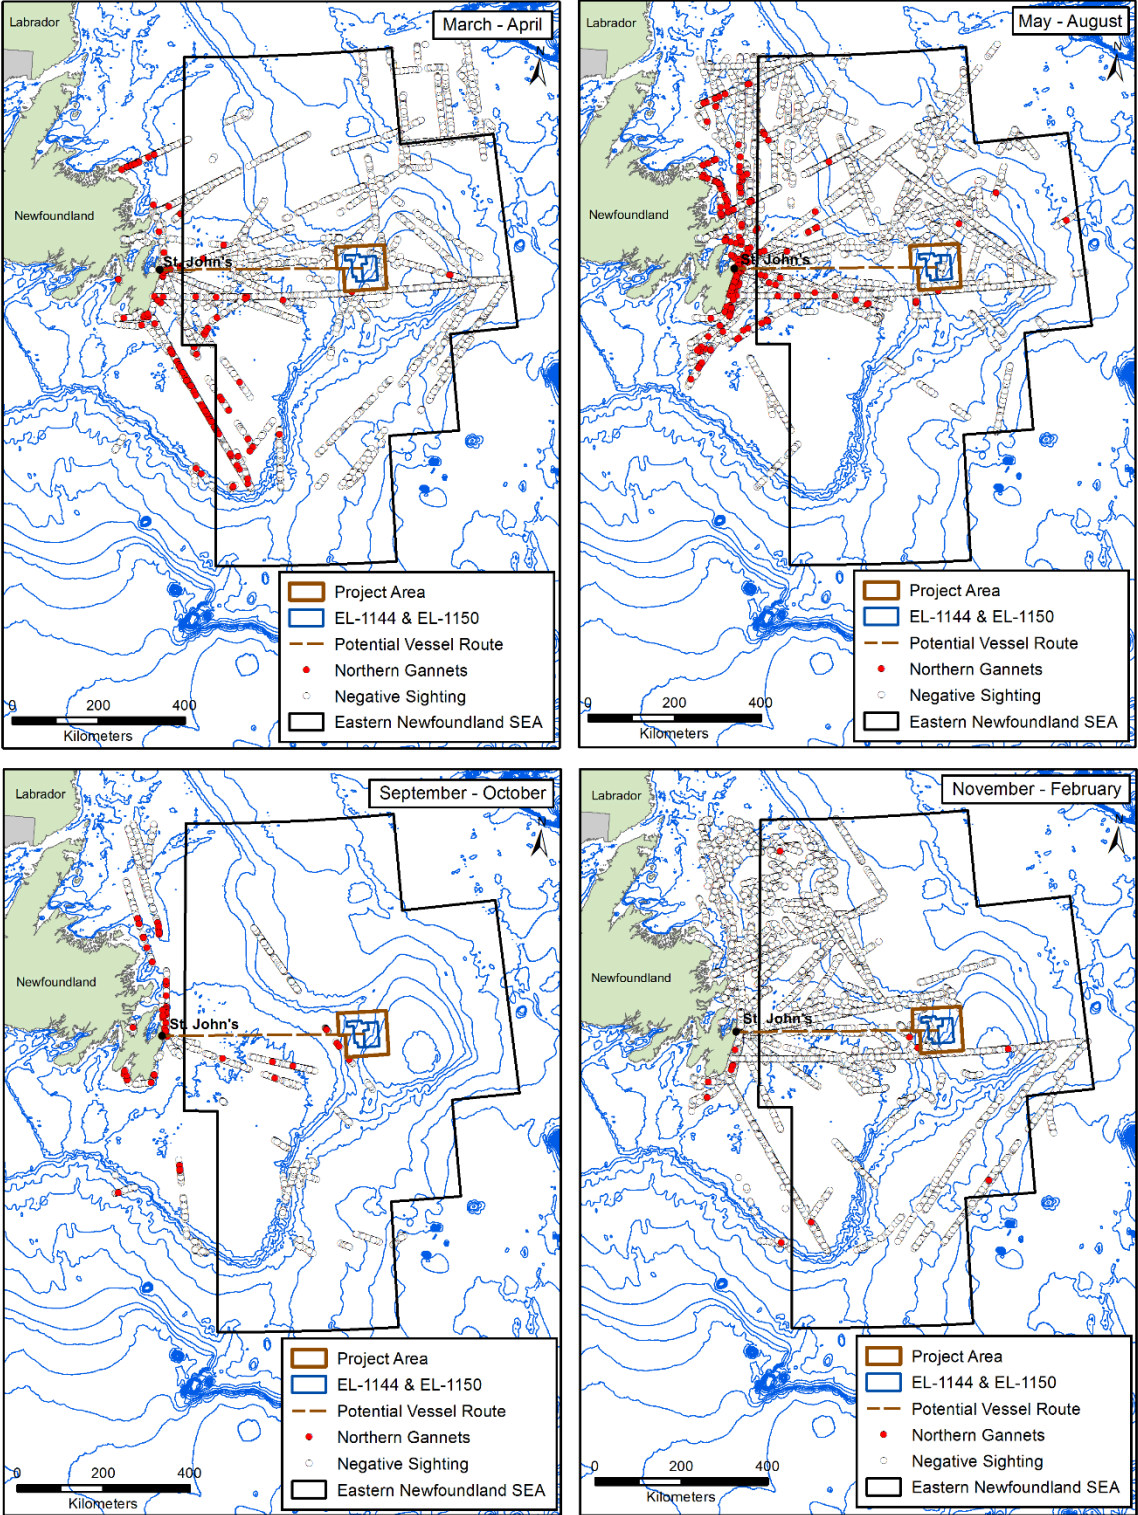 Labrador
March - April
N
Newfoundland
St. John's
Project Area
EL-1144 & EL-1150
Potential Vessel Route
Northern Gannets
Negative Sighting
Eastern Newfoundland SEA
0 200 400
Kilometers
Labrador
May - August
N
Newfoundland
St. John's
Project Area
EL-1144 & EL-1150
Potential Vessel Route
Northern Gannets
Negative Sighting
Eastern Newfoundland SEA
0 200 400
Kilometers
Labrador
September - October
N
Newfoundland
St. John's
Project Area
EL-1144 & EL-1150
Potential Vessel Route
Northern Gannets
Negative Sighting
Eastern Newfoundland SEA
0 200 400
Kilometers
Labrador
November - February
N
Newfoundland
St. John's
Project Area
EL-1144 & EL-1150
Potential Vessel Route
Northern Gannets
Negative Sighting
Eastern Newfoundland SEA
0 200 400
Kilometers